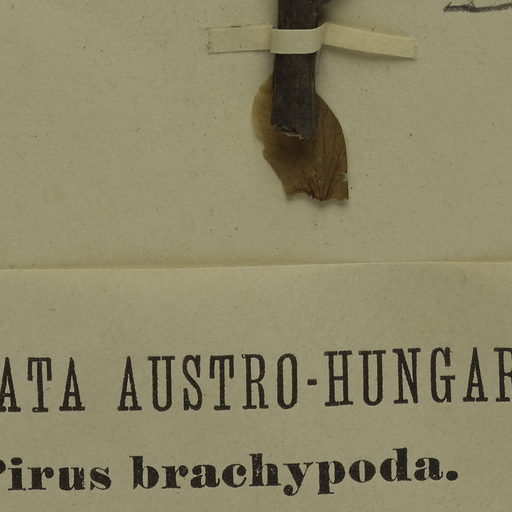 ATA AUSTRO-HUNGAR
Pirus brachypoda.